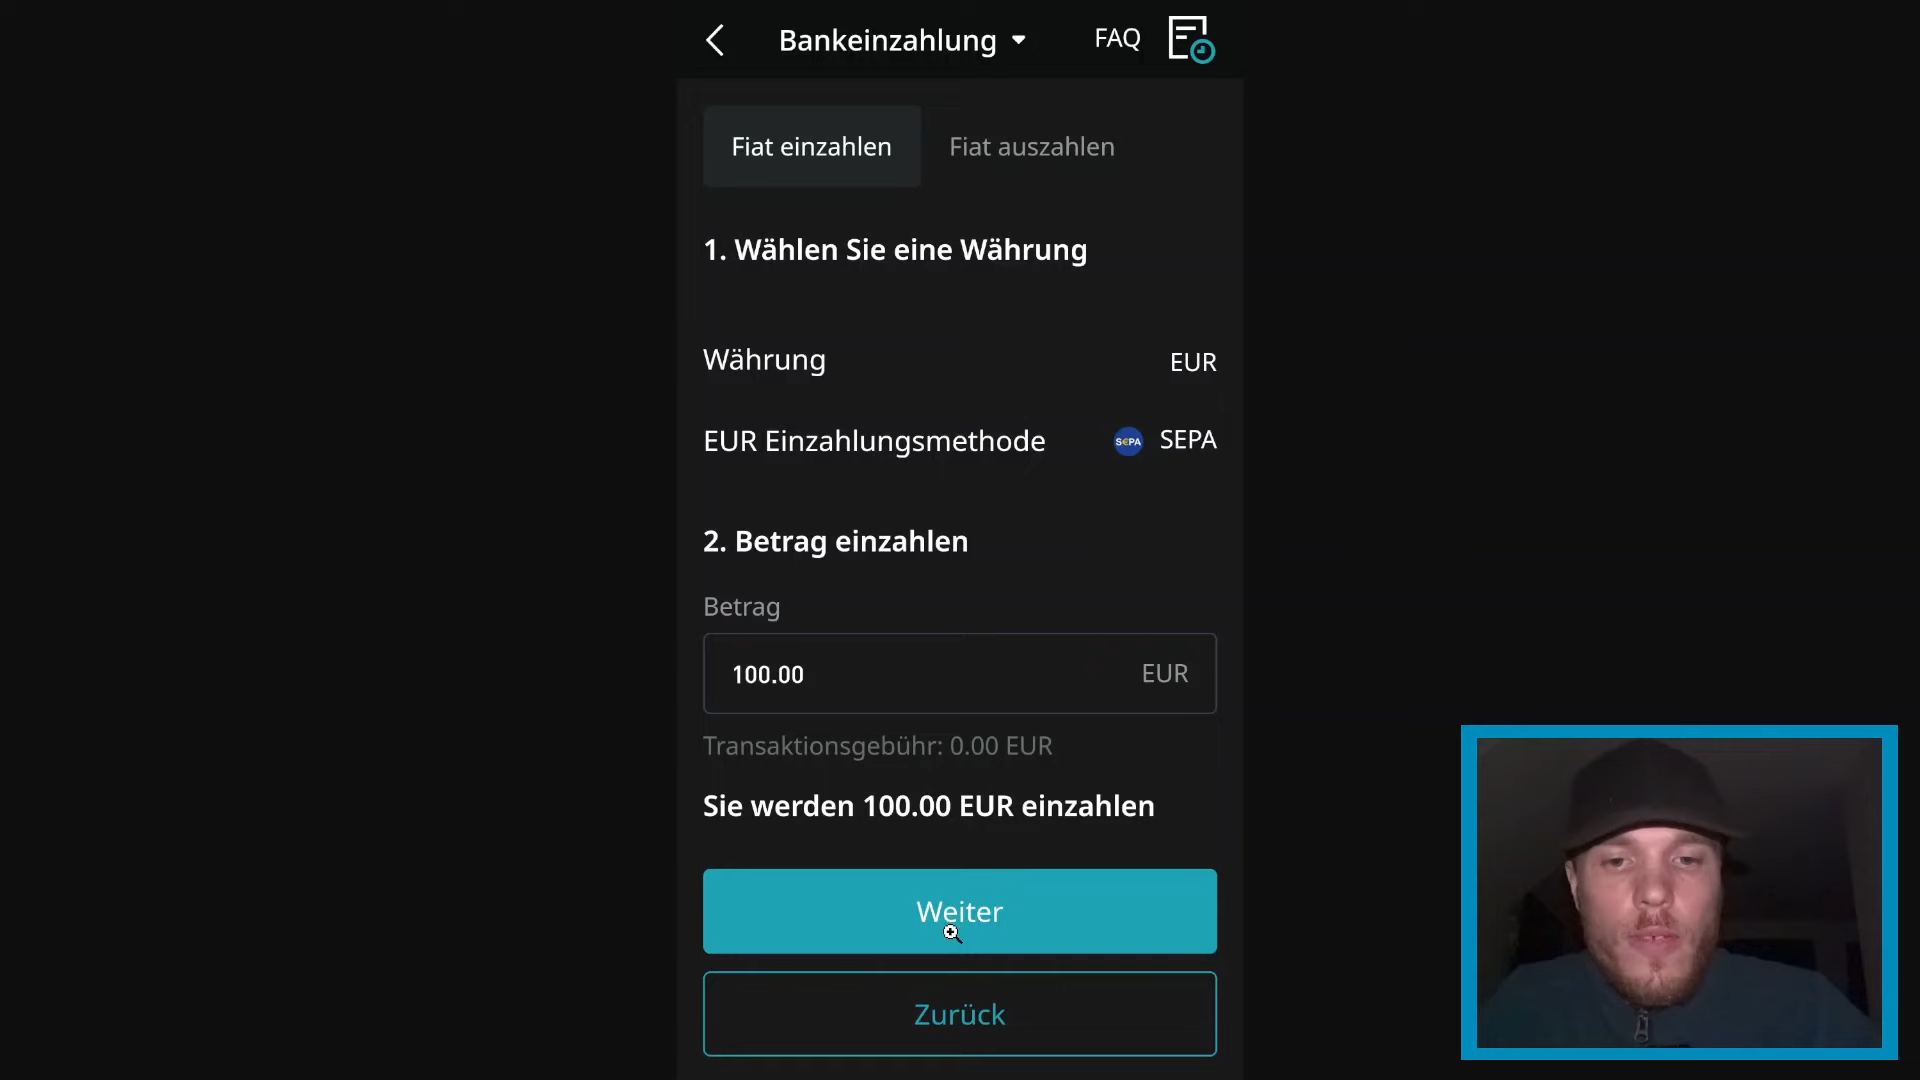 Bankeinzahlung FAQ
Fiat einzahlen Fiat auszahlen
1. Wählen Sie eine Währung
Währung EUR
EUR Einzahlungsmethode S€PA SEPA
2. Betrag einzahlen
Betrag
100.00 EUR
Transaktionsgebühr: 0.00 EUR
Sie werden 100.00 EUR einzahlen
Weiter
Zurück